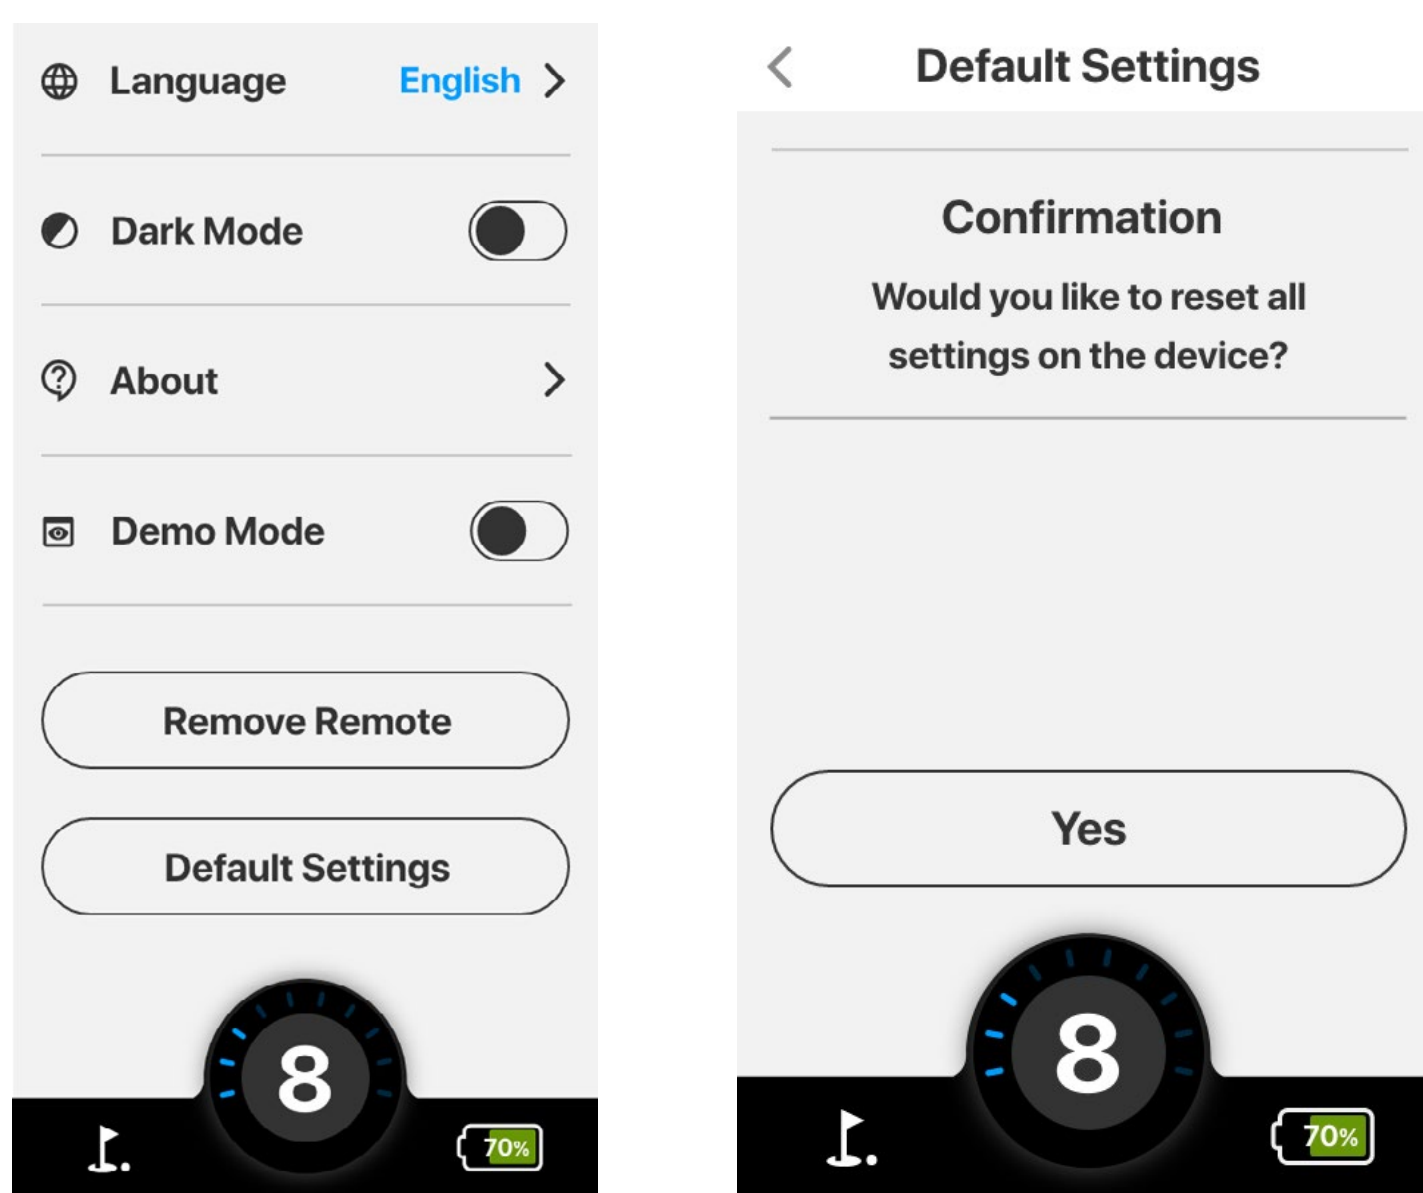 Language English
Dark Mode
About
Demo Mode
Remove Remote
Default Settings
8
70%
Default Settings
Confirmation
Would you like to reset all
settings on the device?
Yes
8
70%